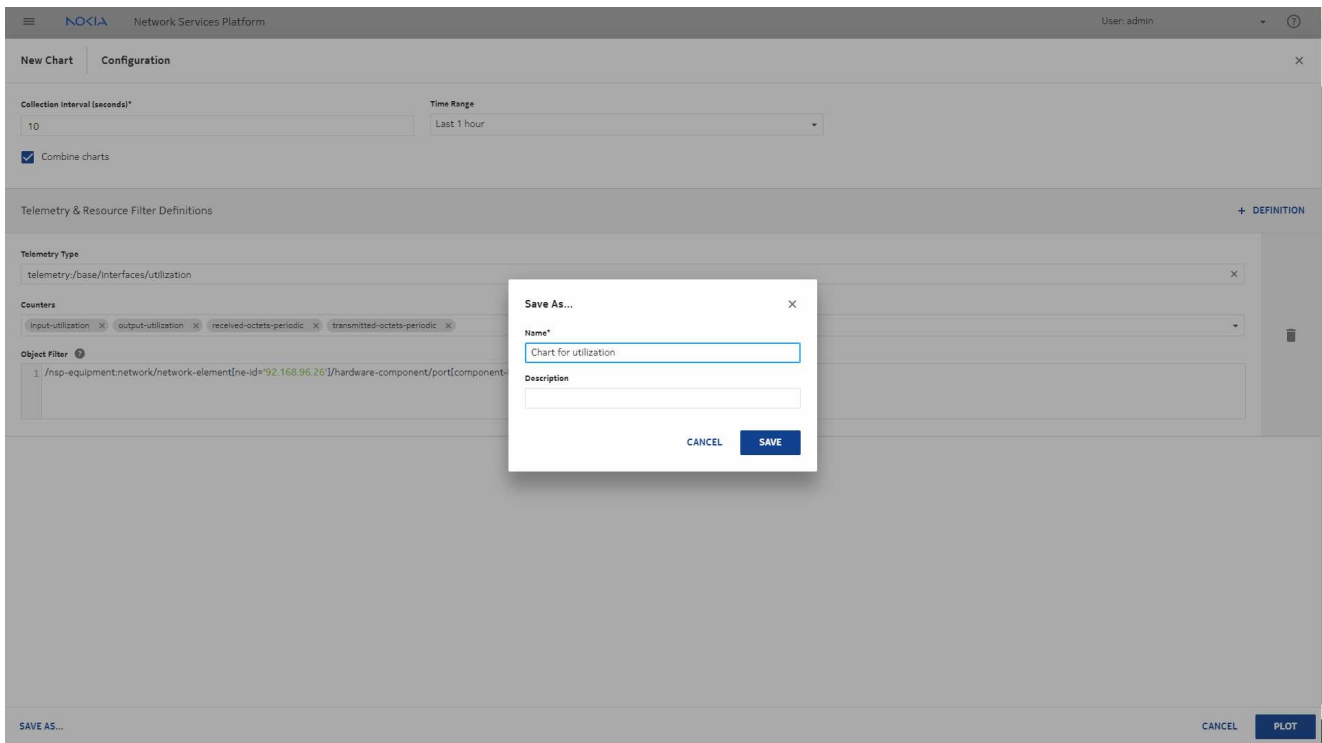 NOKIA Network Services Platform User: admin
New Chart Configuration
Collection Interval (seconds)* Time Range
10 Last 1 hour
Combine charts
Telemetry & Resource Filter Definitions + DEFINITION
Telemetry Type
telemetry:/base/interfaces/utilization
Counters
input-utilization output-utilization received-octets-periodic transmitted-octets-periodic
Object Filter
1 /nsp-equipment:network/network-element[ne-id='92.168.96.26']/hardware-component/port[component-
Save As...
Name*
Chart for utilization
Description
CANCEL SAVE
SAVE AS... CANCEL PLOT